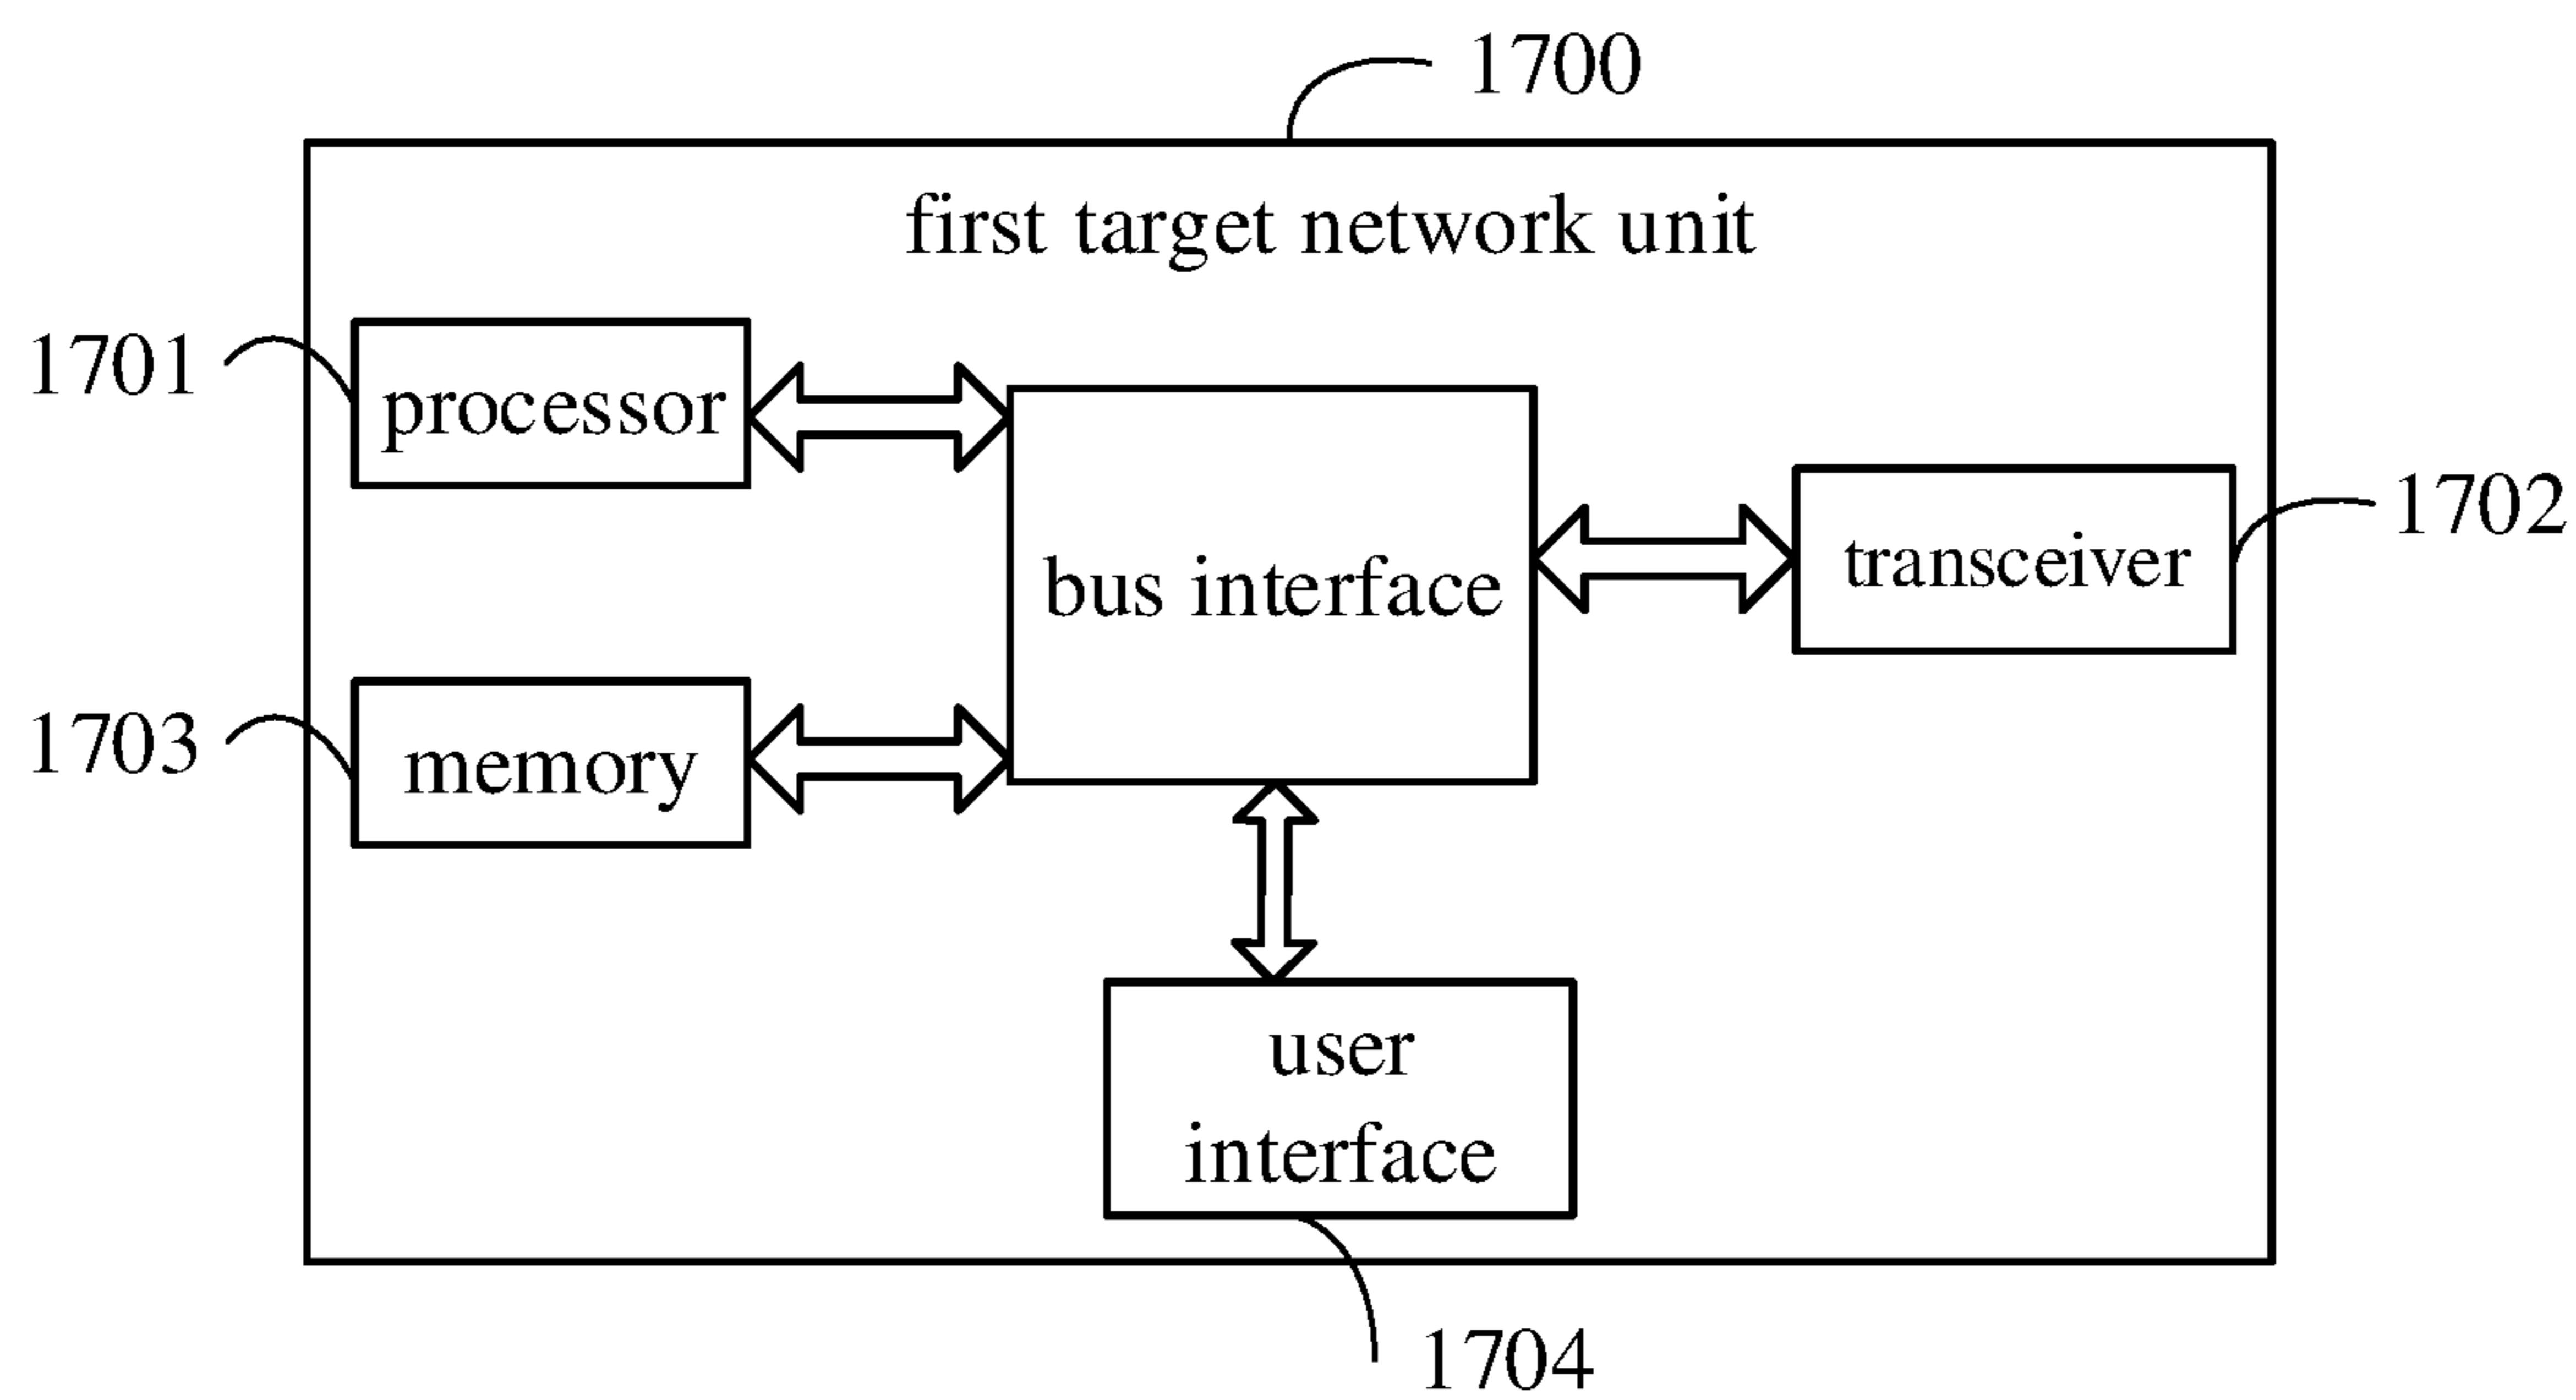 1700
first target network unit
1701
processor
bus interface
transceiver
1702
1703
memory
user
interface
1704